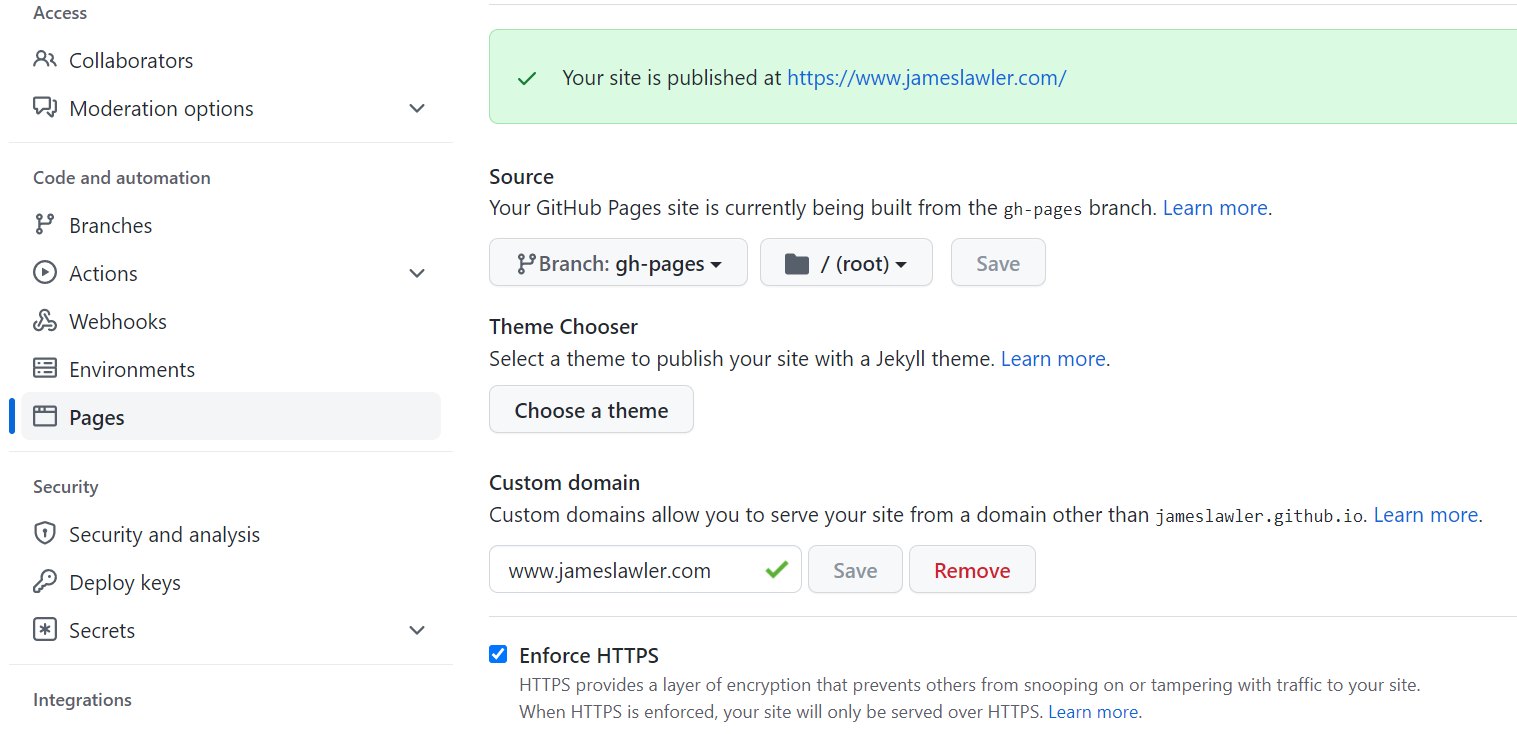 Access
Collaborators
Moderation options
Code and automation
Branches
Actions
Webhooks
Environments
Pages
Security
Security and analysis
Deploy keys
Secrets
Integrations
Your site is published at https://www.jameslawler.com/
Source
Your GitHub Pages site is currently being built from the gh-pages branch. Learn more.
Branch: gh-pages / (root) Save
Theme Chooser
Select a theme to publish your site with a Jekyll theme. Learn more.
Choose a theme
Custom domain
Custom domains allow you to serve your site from a domain other than jameslawler.github.io. Learn more.
www.jameslawler.com Save Remove
Enforce HTTPS
HTTPS provides a layer of encryption that prevents others from snooping on or tampering with traffic to your site.
When HTTPS is enforced, your site will only be served over HTTPS. Learn more.